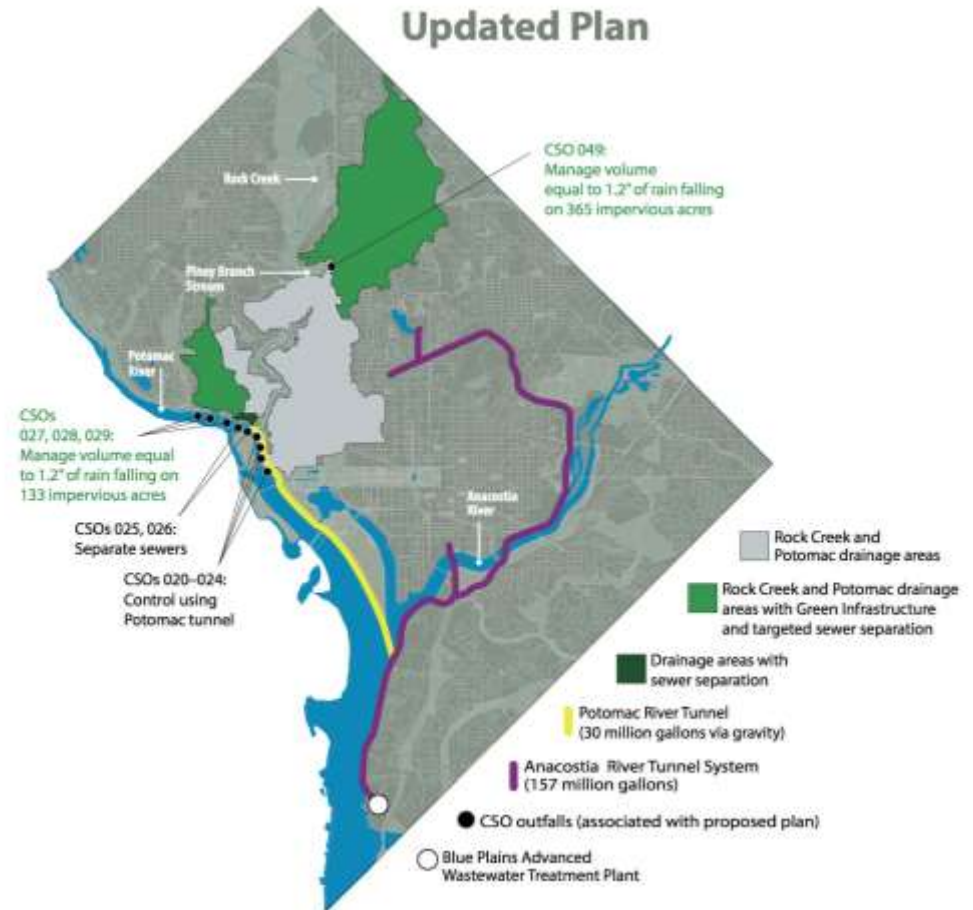 Updated Plan
CSO 049:
Manage volume
equal to 1.2" of rain falling
on 365 impervious acres
Rock Creek
Piney Branch
Stream
Potomac
River
CSOs
027, 028, 029:
Manage volume equal
to 1.2" of rain falling on
133 impervious acres
CSOs 025, 026:
Separate sewers
CSOs 020–024:
Control using
Potomac tunnel
Anacostia
River
Rock Creek and
Potomac drainage areas
Rock Creek and Potomac drainage
areas with Green Infrastructure
and targeted sewer separation
Drainage areas with
sewer separation
Potomac River Tunnel
(30 million gallons via gravity)
Anacostia River Tunnel System
(157 million gallons)
CSO outfalls (associated with proposed plan)
Blue Plains Advanced
Wastewater Treatment Plant